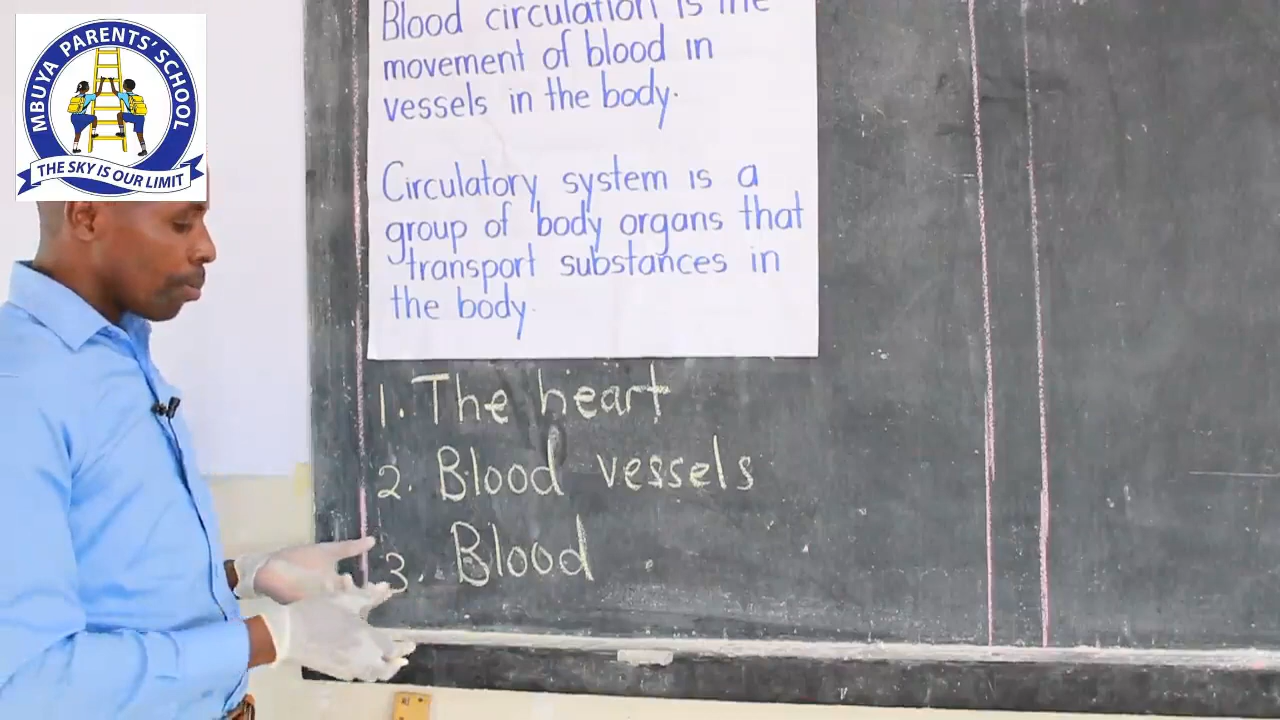 MBUYA PARENTS' SCHOOL
THE SKY IS OUR LIMIT
Blood circulation is the
movement of blood in
vessels in the body.
Circulatory system is a
group of body organs that
transport substances in
the body.
1. The heart
2. Blood vessels
3. Blood